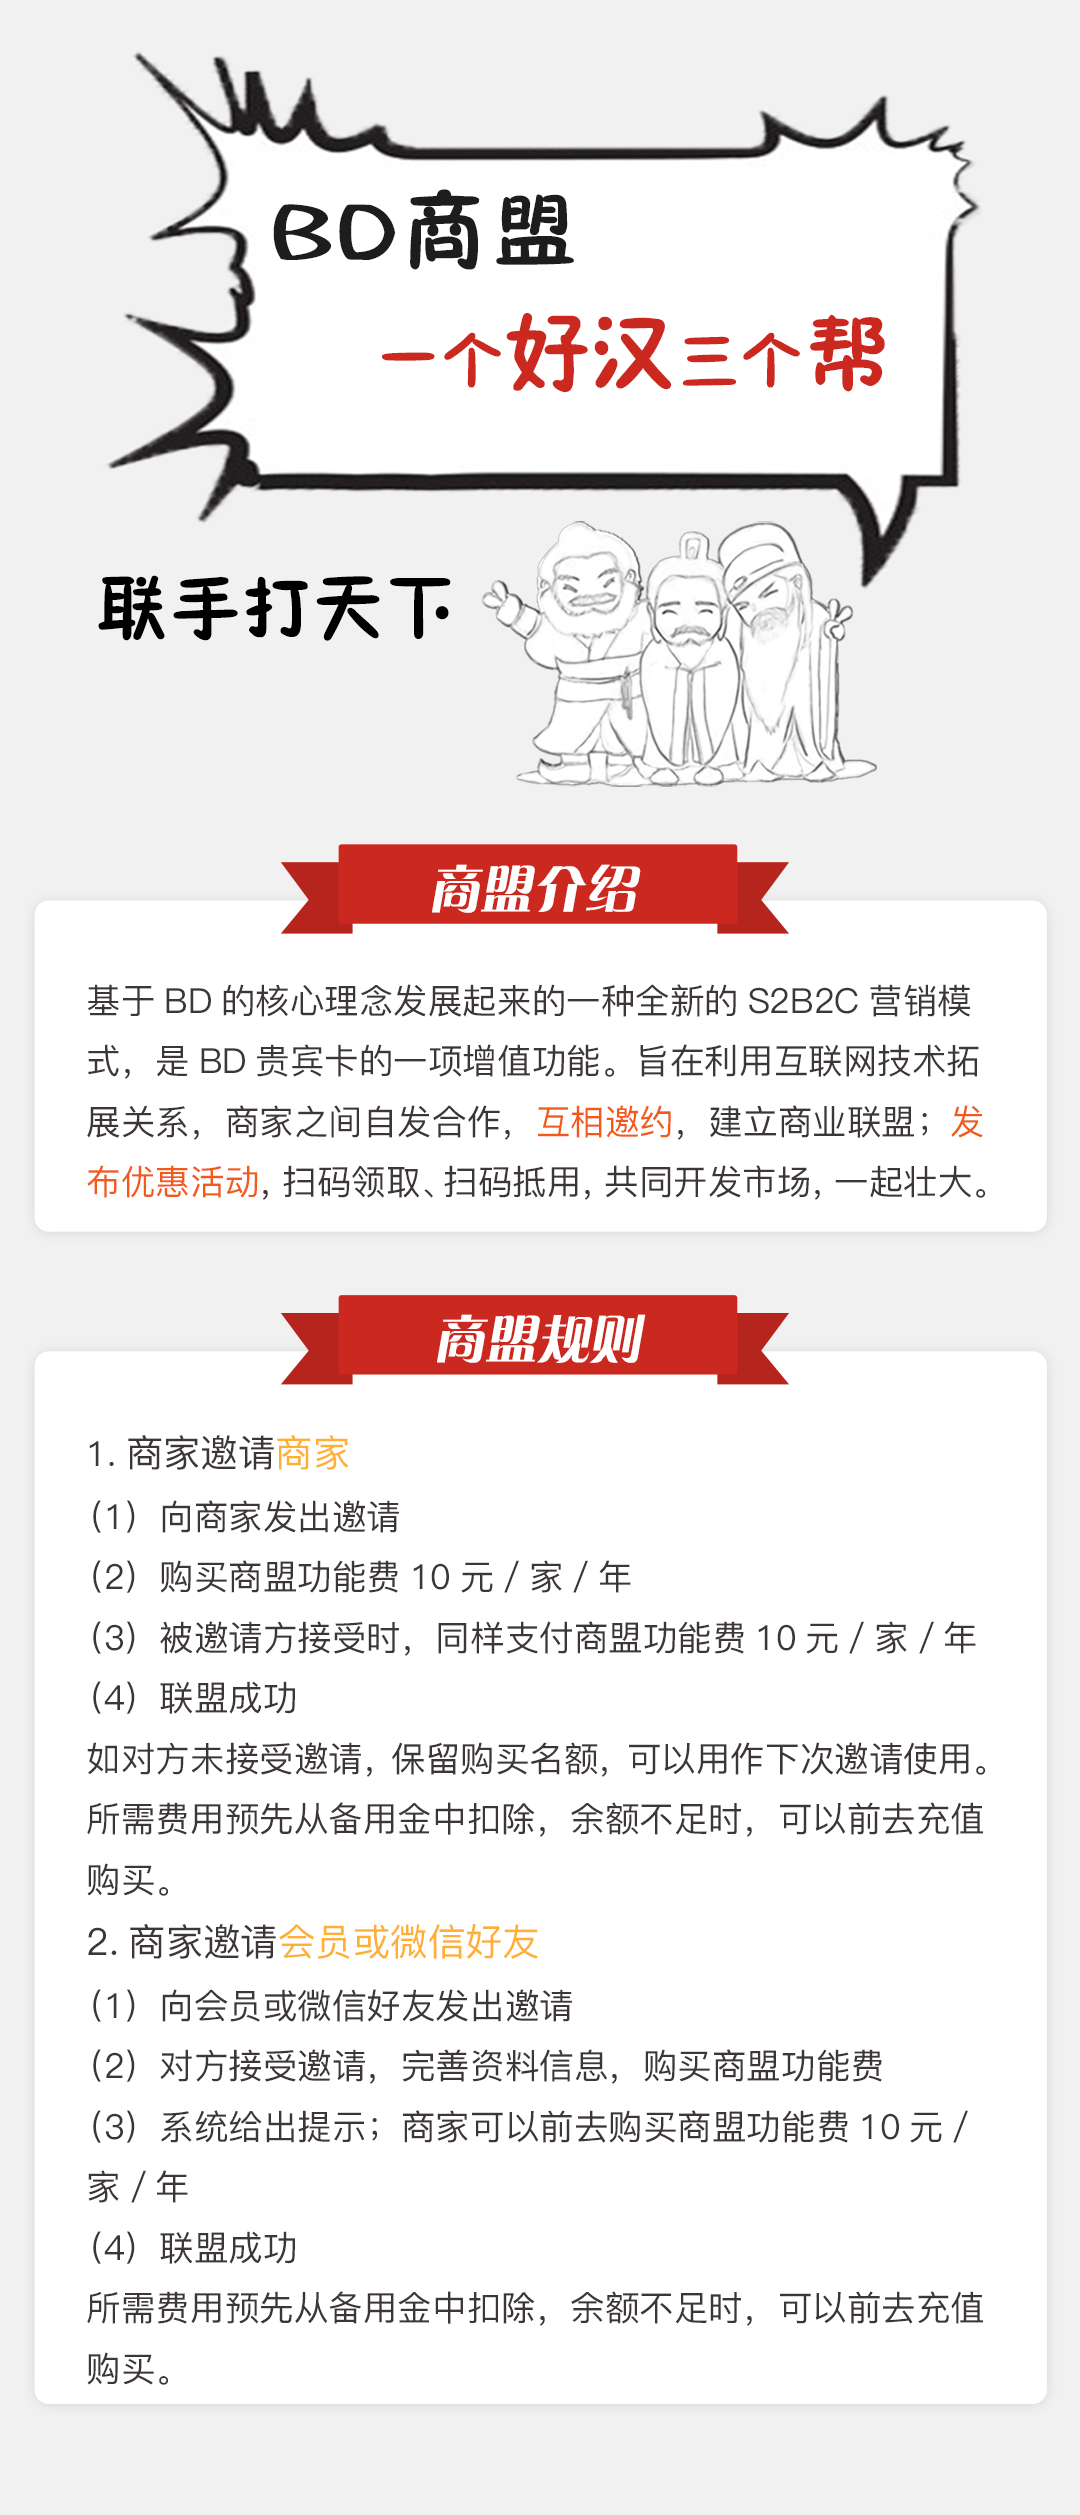 BD商盟
一个好汉三个帮
联手打天下
商盟介绍
基于 BD 的核心理念发展起来的一种全新的 S2B2C 营销模
式，是 BD 贵宾卡的一项增值功能。旨在利用互联网技术拓
展关系，商家之间自发合作，互相邀约，建立商业联盟；发
布优惠活动，扫码领取、扫码抵用，共同开发市场，一起壮大。
商盟规则
1. 商家邀请商家
（1）向商家发出邀请
（2）购买商盟功能费 10 元 / 家 / 年
（3）被邀请方接受时，同样支付商盟功能费 10 元 / 家 / 年
（4）联盟成功
如对方未接受邀请，保留购买名额，可以用作下次邀请使用。
所需费用预先从备用金中扣除，余额不足时，可以前去充值
购买。
2. 商家邀请会员或微信好友
（1）向会员或微信好友发出邀请
（2）对方接受邀请，完善资料信息，购买商盟功能费
（3）系统给出提示；商家可以前去购买商盟功能费 10 元 /
家 / 年
（4）联盟成功
所需费用预先从备用金中扣除，余额不足时，可以前去充值
购买。